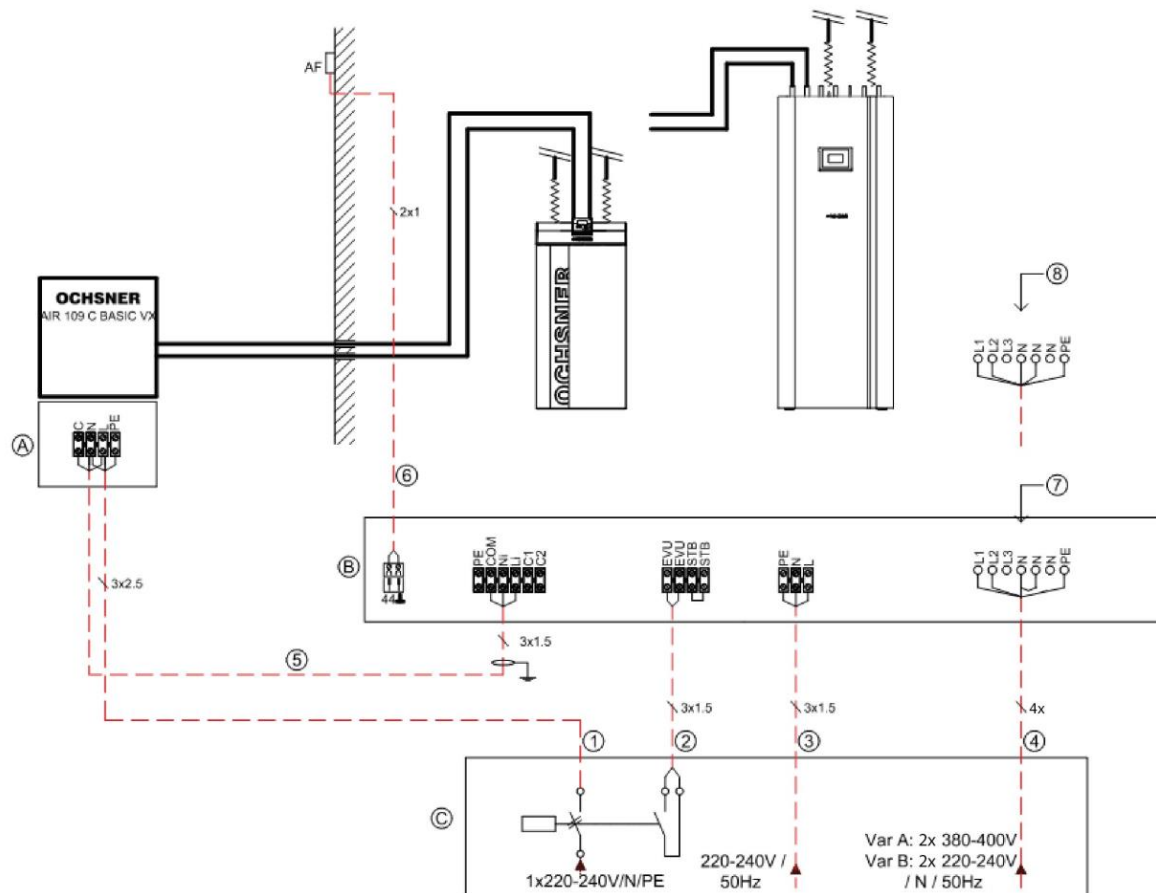 AF
2x1
OCHSNER
AIR 109 C BASIC VX
OCHSNER
8
L1 L2 L3 N N N PE
A
C N L PE
6
7
B
44
PE COM Ni Li C1 C2
EVU EVU STB STB
PE N L
L1 L2 L3 N N N PE
3x2.5
3x1.5
5
3x1.5
3x1.5
4x
1
2
3
4
C
1x220-240V/N/PE
220-240V /
50Hz
Var A: 2x 380-400V
Var B: 2x 220-240V
/ N / 50Hz